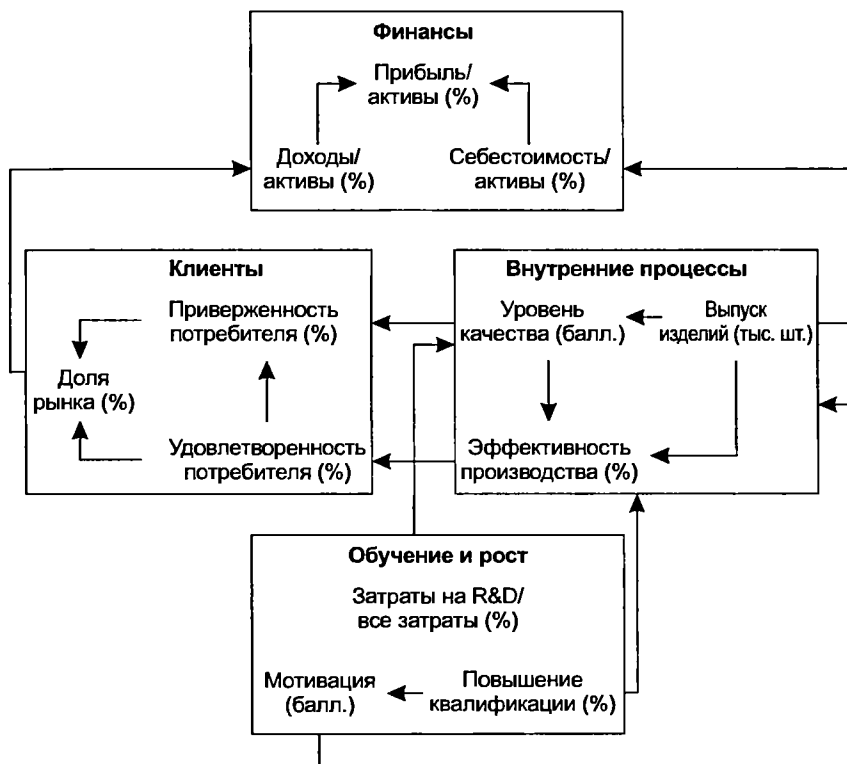 Финансы
Прибыль/
активы (%)
Доходы/
активы (%)
Себестоимость/
активы (%)
Клиенты
Приверженность
потребителя (%)
Доля
рынка (%)
Удовлетворенность
потребителя (%)
Внутренние процессы
Уровень
качества (балл.)
Выпуск
изделий (тыс. шт.)
Эффективность
производства (%)
Обучение и рост
Затраты на R&D/
все затраты (%)
Мотивация
(балл.)
Повышение
квалификации (%)